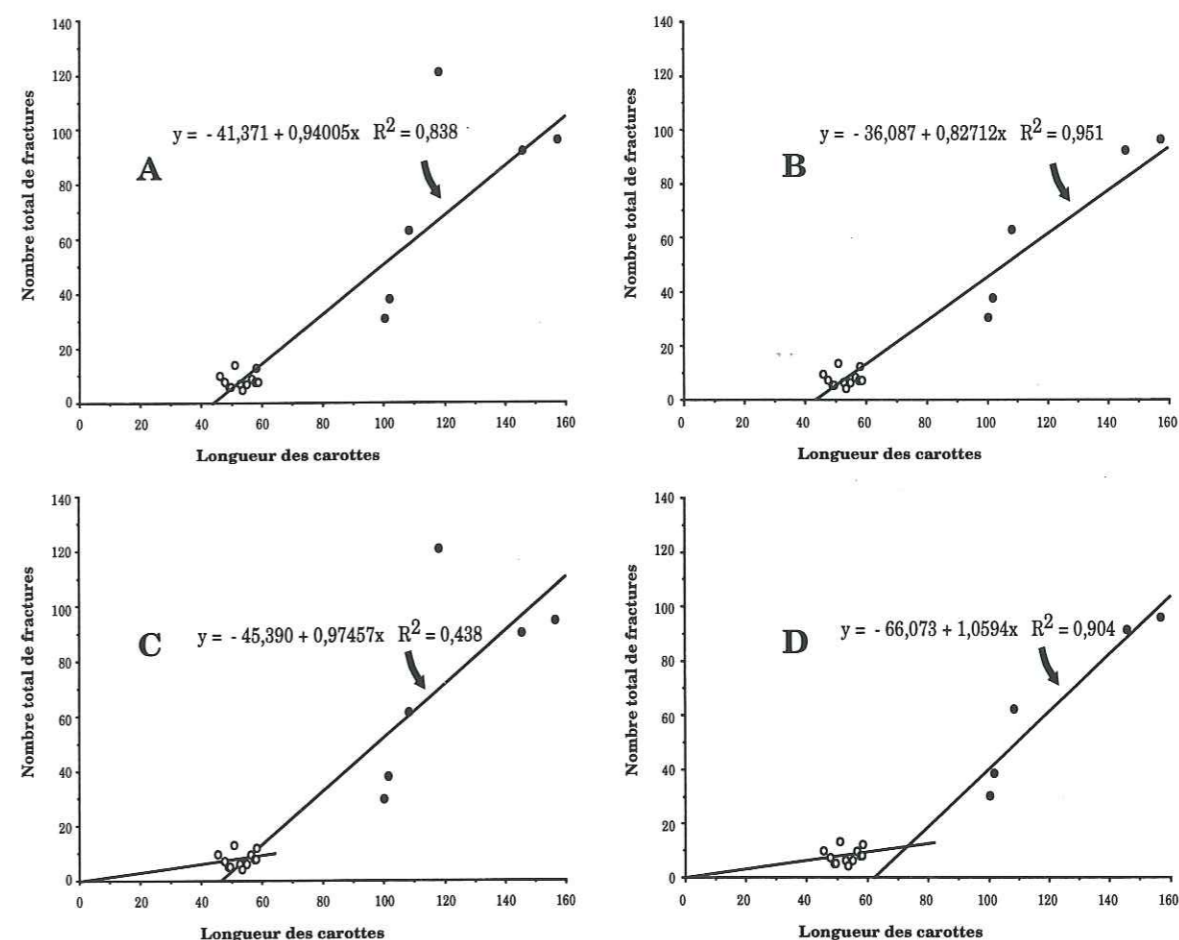 140
120
100
80
60
40
20
0
Nombre total de fractures
y = - 41,371 + 0,94005x R² = 0,838
A
0 20 40 60 80 100 120 140 160
Longueur des carottes
140
120
100
80
60
40
20
0
Nombre total de fractures
y = - 36,087 + 0,82712x R² = 0,951
B
0 20 40 60 80 100 120 140 160
Longueur des carottes
140
120
100
80
60
40
20
0
Nombre total de fractures
y = - 45,390 + 0,97457x R² = 0,438
C
0 20 40 60 80 100 120 140 160
Longueur des carottes
140
120
100
80
60
40
20
0
Nombre total de fractures
y = - 66,073 + 1,0594x R² = 0,904
D
0 20 40 60 80 100 120 140 160
Longueur des carottes